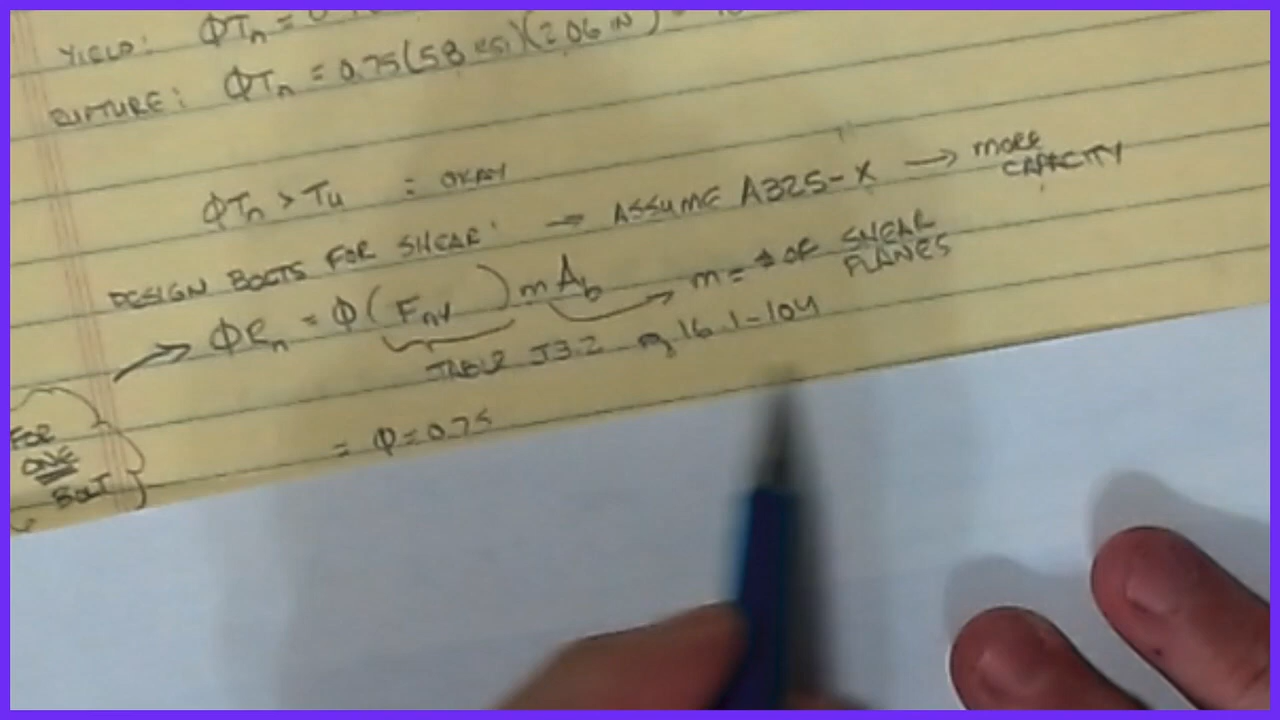 YIELD: ΦTn = 0.
RUPTURE: ΦTn = 0.75(58 ksi)(2.06 IN
ΦTn > Tu = OKAY
DESIGN BOLTS FOR SHEAR: → ASSUME A325-X → MORE CAPACITY
ΦRn = Φ(Fnv) m Ab m = # OF SHEAR PLANES
TABLE J3.2 pg 16.1-104
= Φ = 0.75
FOR
ONE
BOLT